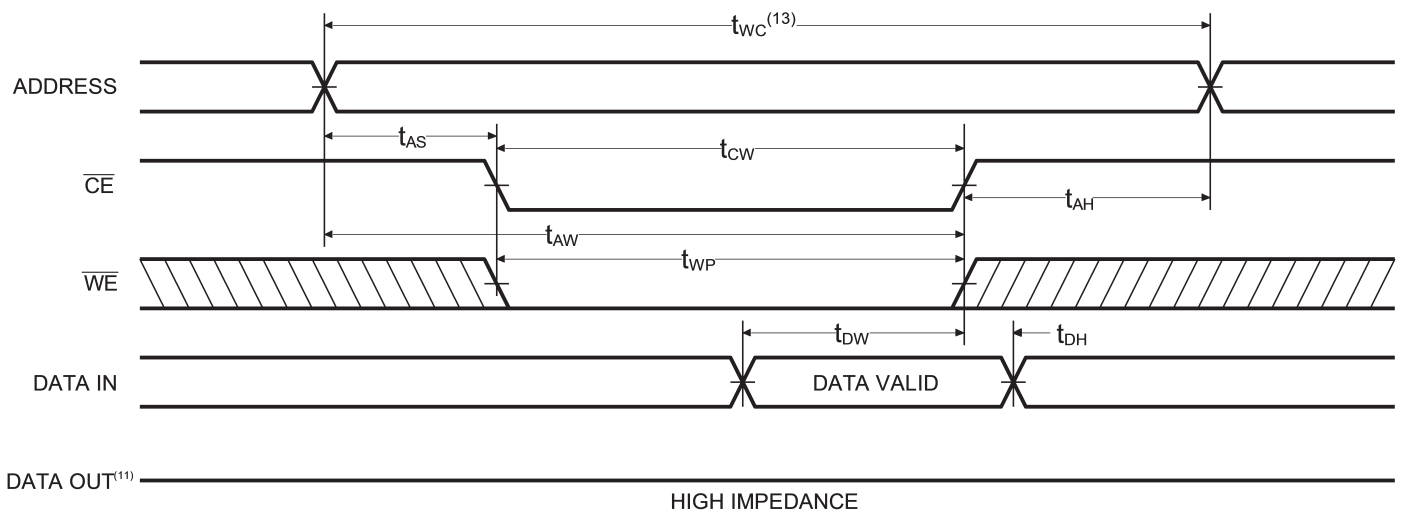 tWC(13)
ADDRESS
tAS
tCW
CE
tAH
tAW
WE
tWP
tDW
tDH
DATA IN
DATA VALID
DATA OUT(11)
HIGH IMPEDANCE